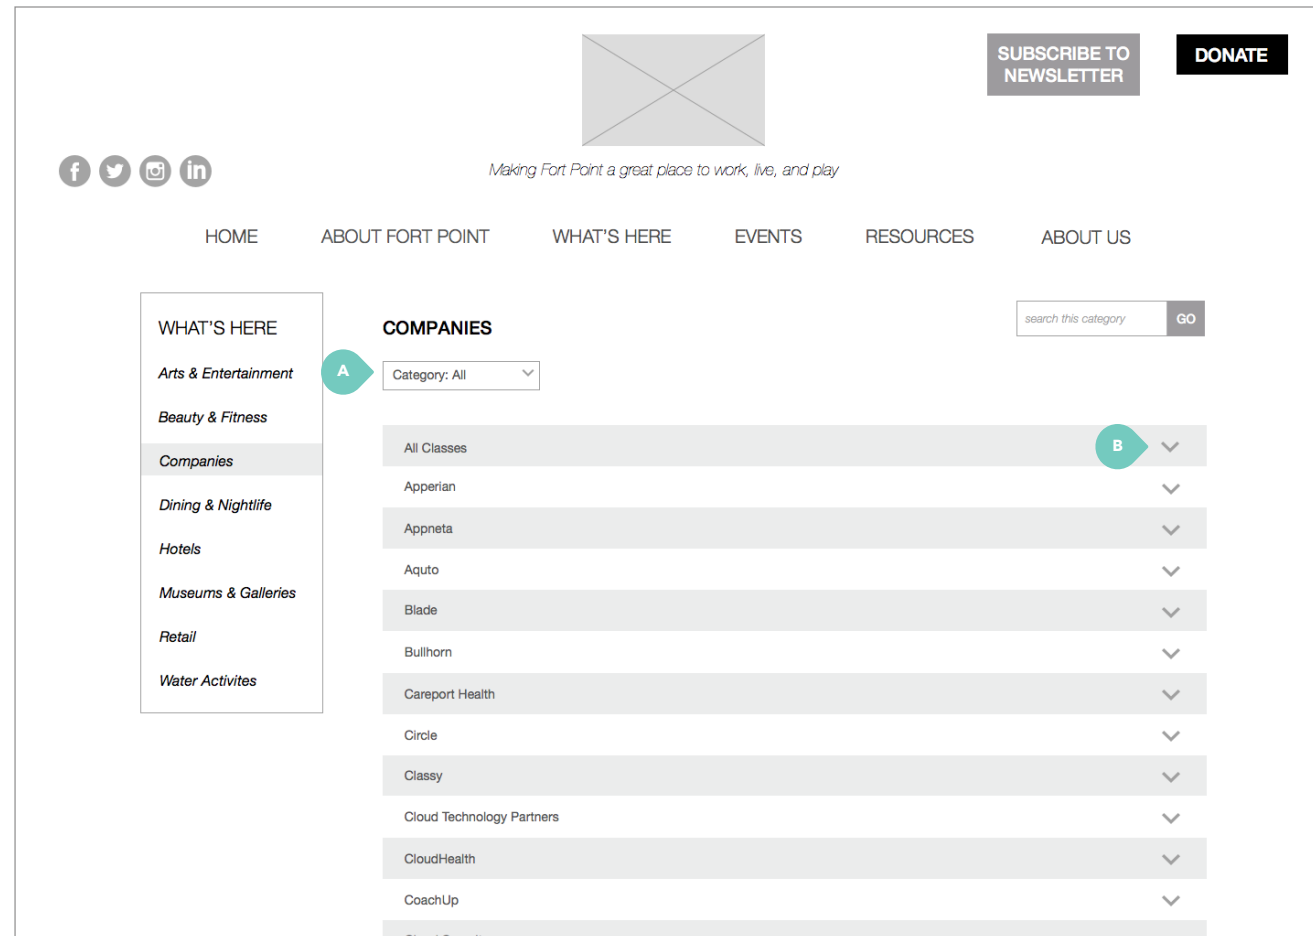 SUBSCRIBE TO
NEWSLETTER
DONATE
Making Fort Point a great place to work, live, and play
HOME
ABOUT FORT POINT
WHAT'S HERE
EVENTS
RESOURCES
ABOUT US
WHAT'S HERE
Arts & Entertainment
Beauty & Fitness
Companies
Dining & Nightlife
Hotels
Museums & Galleries
Retail
Water Activites
COMPANIES
search this category
GO
A
Category: All
All Classes
B
Apperian
Appneta
Aquto
Blade
Bullhorn
Careport Health
Circle
Classy
Cloud Technology Partners
CloudHealth
CoachUp